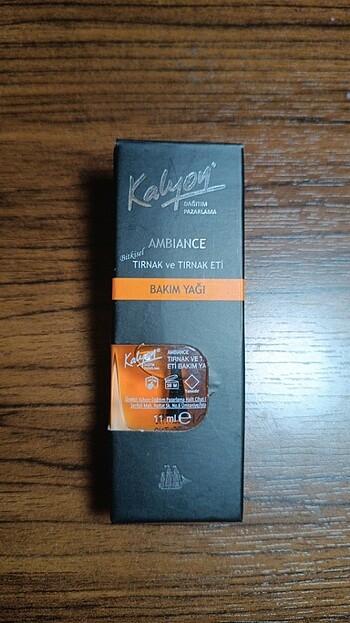 Kalyon
DAĞITIM
PAZARLAMA
AMBIANCE
Bitkisel
TIRNAK ve TIRNAK ETİ
BAKIM YAĞI
Kalyon
AMBIANCE
TIRNAK VE T
ETİ BAKIM YA
36 M
11 ml ℮